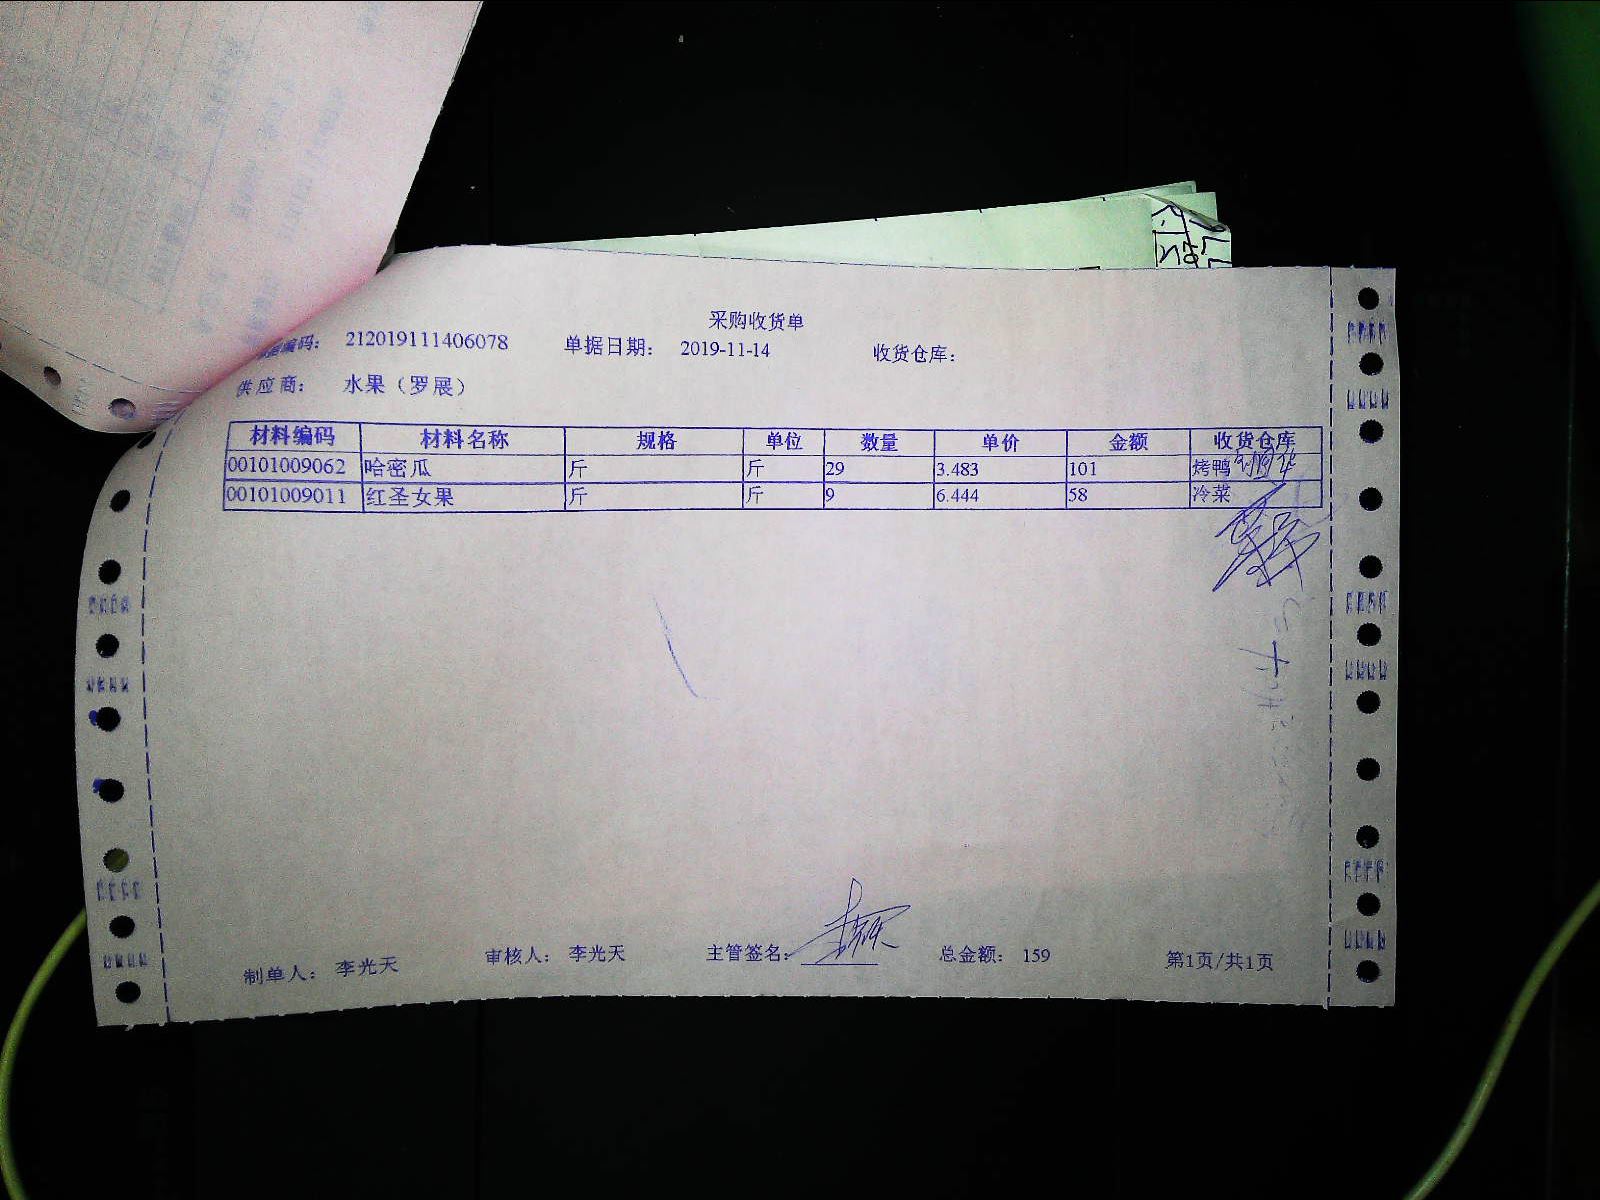 采购收货单
单据编码： 212019111406078 单据日期： 2019-11-14 收货仓库：
供应商： 水果（罗展）
材料编码 材料名称 规格 单位 数量 单价 金额 收货仓库
00101009062 哈密瓜 斤 斤 29 3.483 101 烤鸭
00101009011 红圣女果 斤 斤 9 6.444 58 冷菜
制单人： 李光天 审核人： 李光天 主管签名： 总金额： 159 第1页/共1页